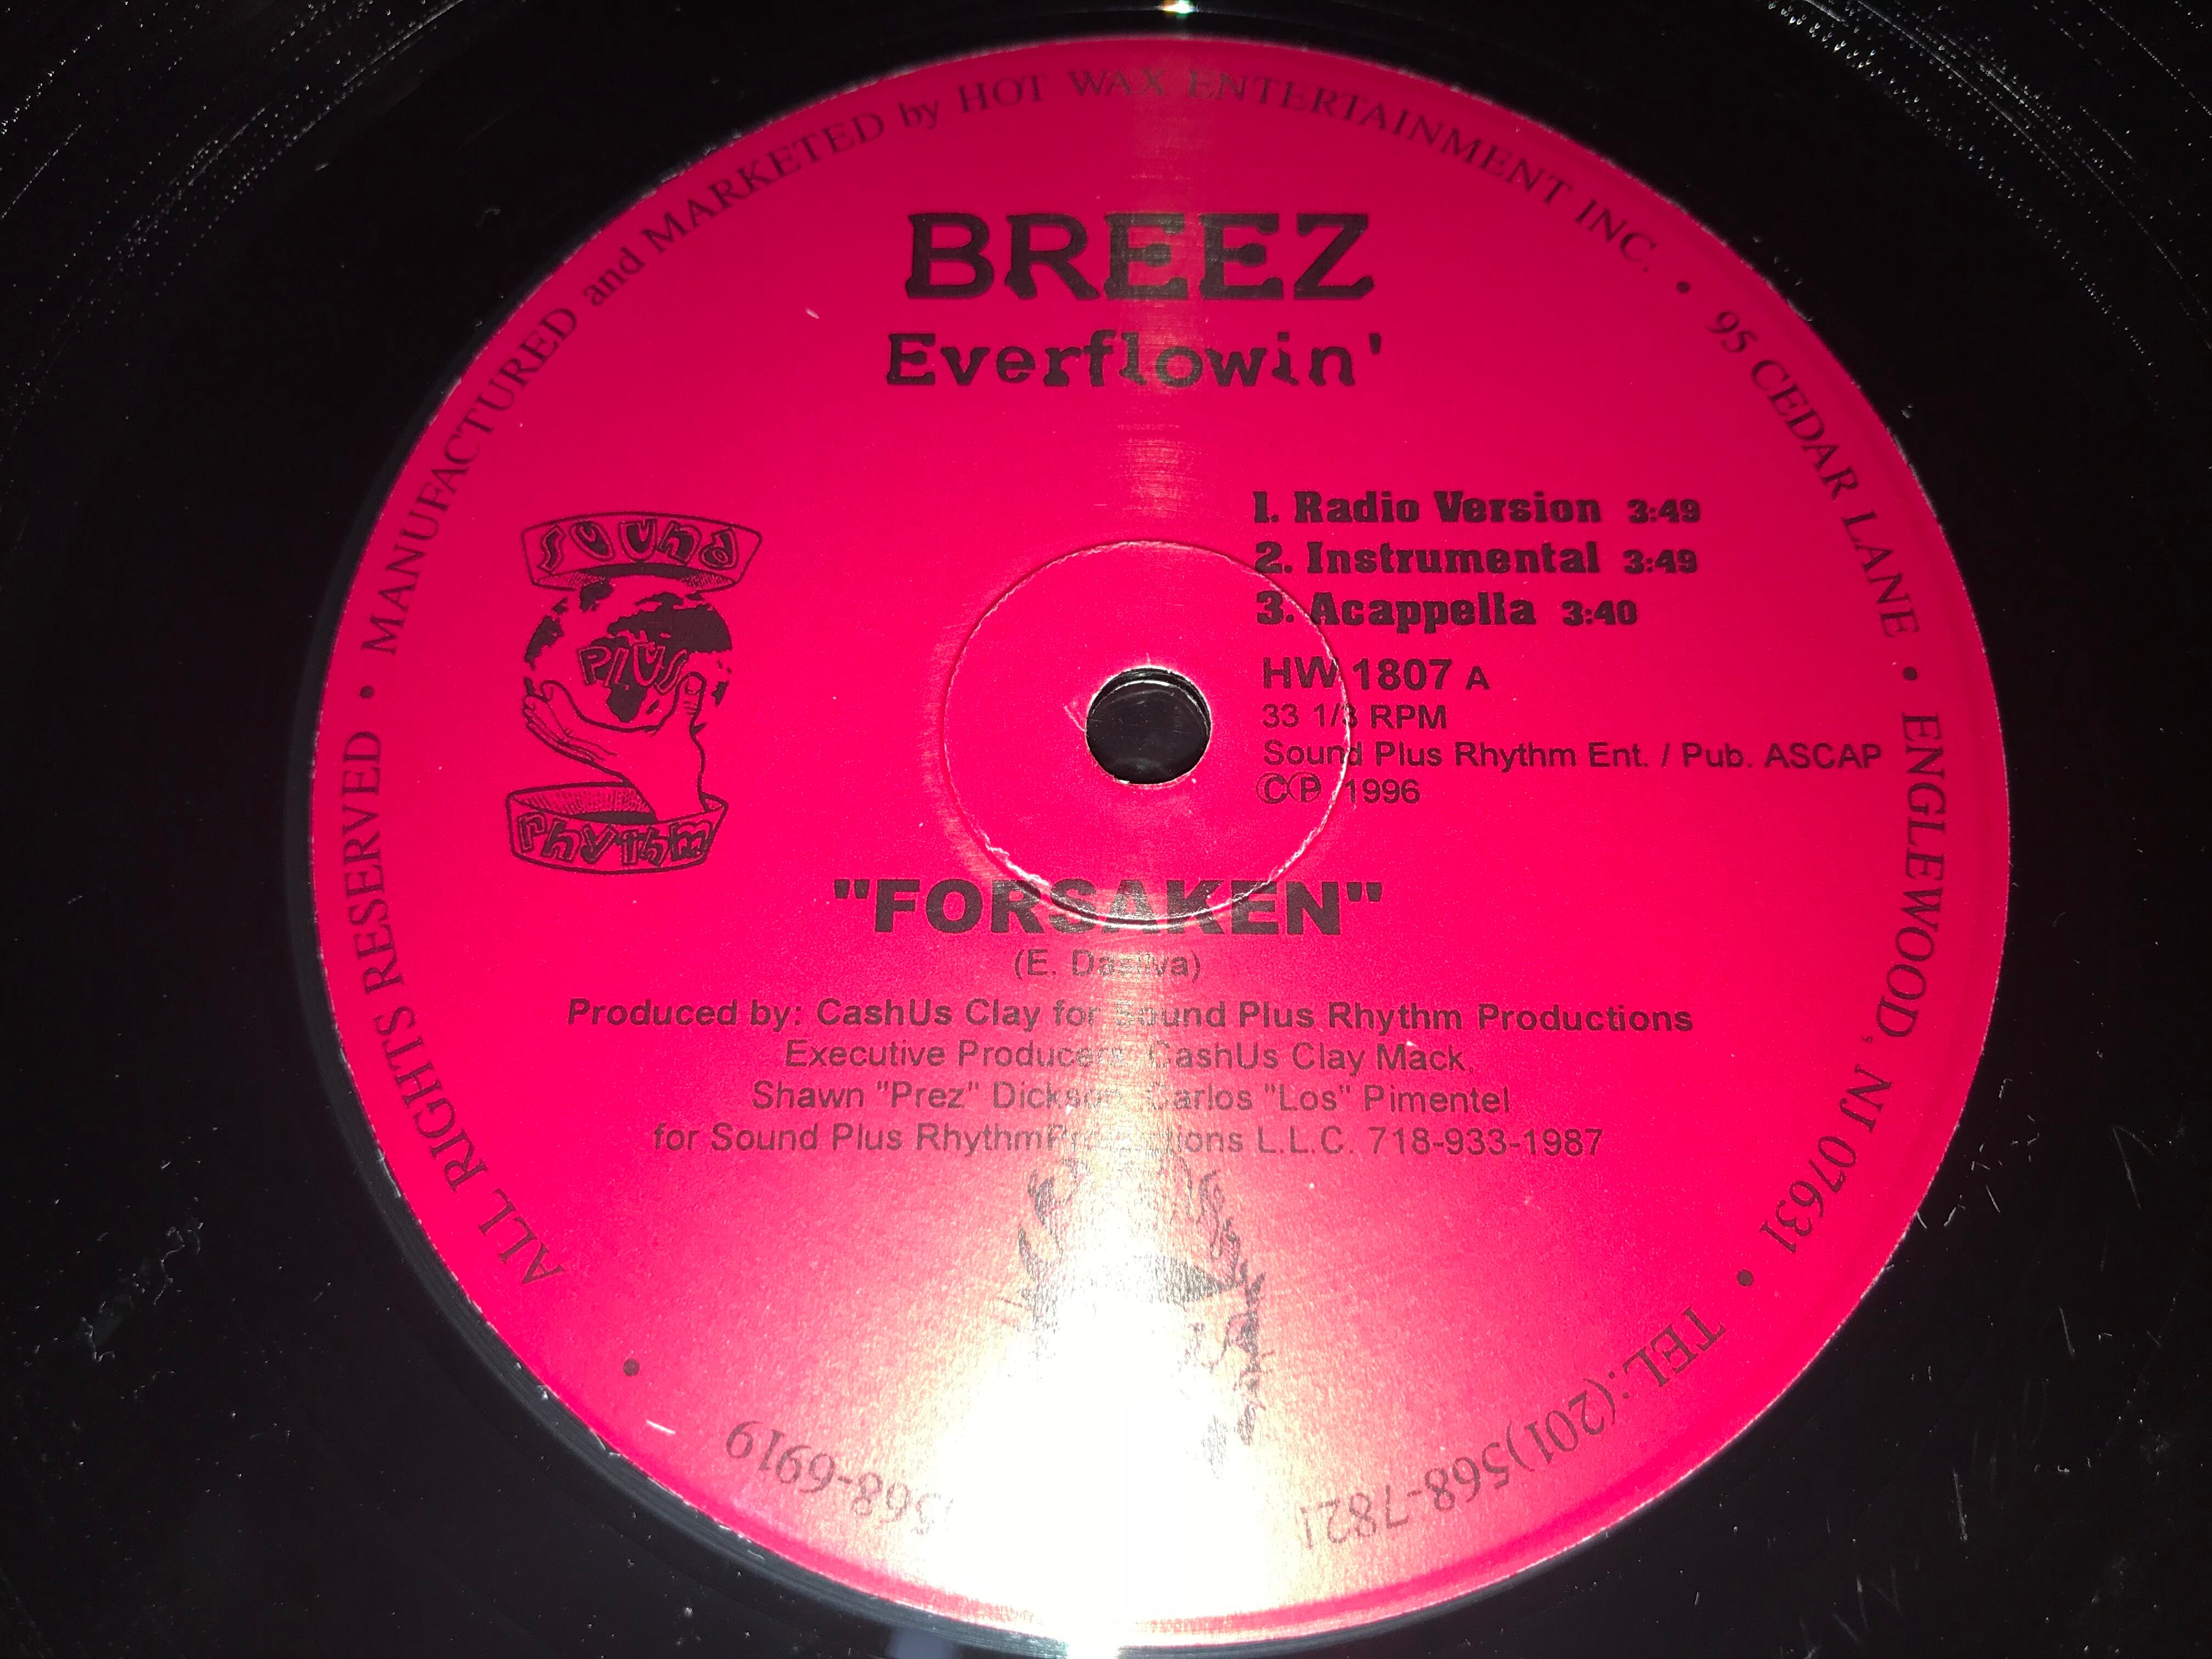 • MANUFACTURED and MARKETED by HOT WAX ENTERTAINMENT INC. • 95 CEDAR LANE • ENGLEWOOD, NJ 07631 • TEL:(201)568-7821
568-6919 • ALL RIGHTS RESERVED
BREEZ
Everflowin'
sound
PLUS
rhythm
1. Radio Version 3:49
2. Instrumental 3:49
3. Acappella 3:40
HW 1807 A
33 1/3 RPM
Sound Plus Rhythm Ent. / Pub. ASCAP
©℗ 1996
"FORSAKEN"
(E. Dasilva)
Produced by: CashUs Clay for Sound Plus Rhythm Productions
Executive Producers: CashUs Clay Mack,
Shawn "Prez" Dickson, Carlos "Los" Pimentel
for Sound Plus RhythmProductions L.L.C. 718-933-1987